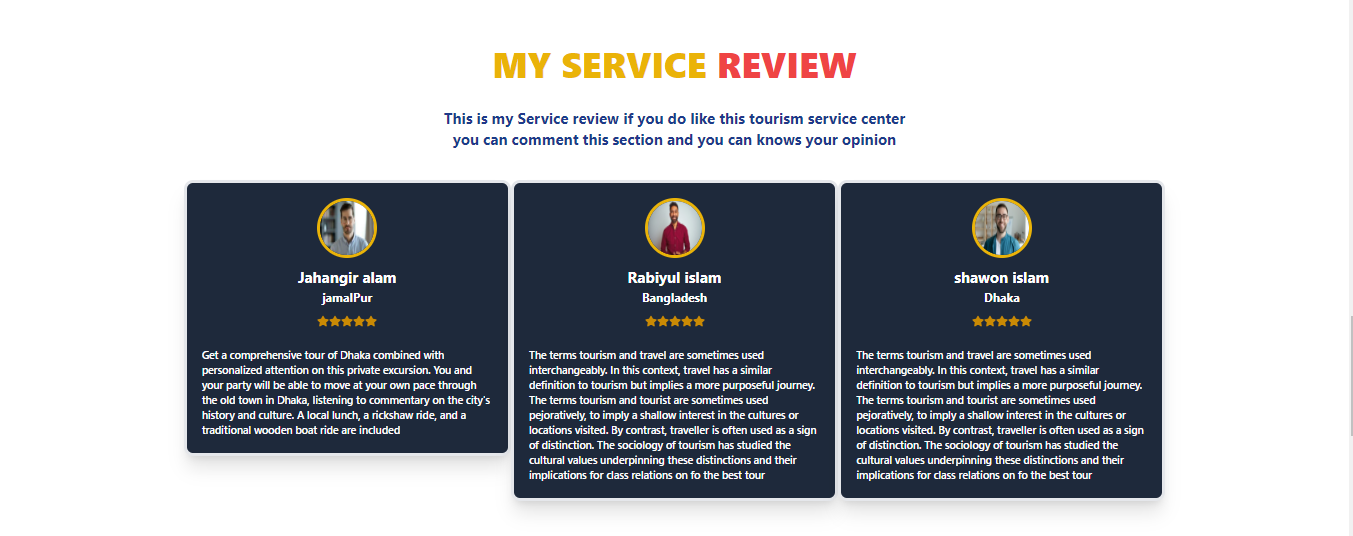 MY SERVICE REVIEW
This is my Service review if you do like this tourism service center
you can comment this section and you can knows your opinion
Jahangir alam
jamalPur
Get a comprehensive tour of Dhaka combined with
personalized attention on this private excursion. You and
your party will be able to move at your own pace through
the old town in Dhaka, listening to commentary on the city's
history and culture. A local lunch, a rickshaw ride, and a
traditional wooden boat ride are included
Rabiyul islam
Bangladesh
The terms tourism and travel are sometimes used
interchangeably. In this context, travel has a similar
definition to tourism but implies a more purposeful journey.
The terms tourism and tourist are sometimes used
pejoratively, to imply a shallow interest in the cultures or
locations visited. By contrast, traveller is often used as a sign
of distinction. The sociology of tourism has studied the
cultural values underpinning these distinctions and their
implications for class relations on fo the best tour
shawon islam
Dhaka
The terms tourism and travel are sometimes used
interchangeably. In this context, travel has a similar
definition to tourism but implies a more purposeful journey.
The terms tourism and tourist are sometimes used
pejoratively, to imply a shallow interest in the cultures or
locations visited. By contrast, traveller is often used as a sign
of distinction. The sociology of tourism has studied the
cultural values underpinning these distinctions and their
implications for class relations on fo the best tour